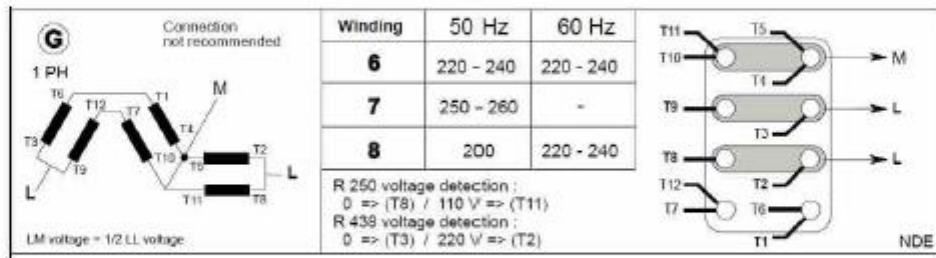 G
Connection
not recommended
1 PH
M
T6
T12
T7
T1
T3
T9
T4
T10
T5
T2
T11
T8
L
L
LM voltage = 1/2 LL voltage
Winding 50 Hz 60 Hz
6 220 - 240 220 - 240
7 250 - 260 -
8 200 220 - 240
R 250 voltage detection :
0 => (T8) / 110 V => (T11)
R 438 voltage detection :
0 => (T3) / 220 V => (T2)
T11 T5
T10 M
T4
T9 L
T3
T8 L
T2
T12
T7 T6
T1
NDE